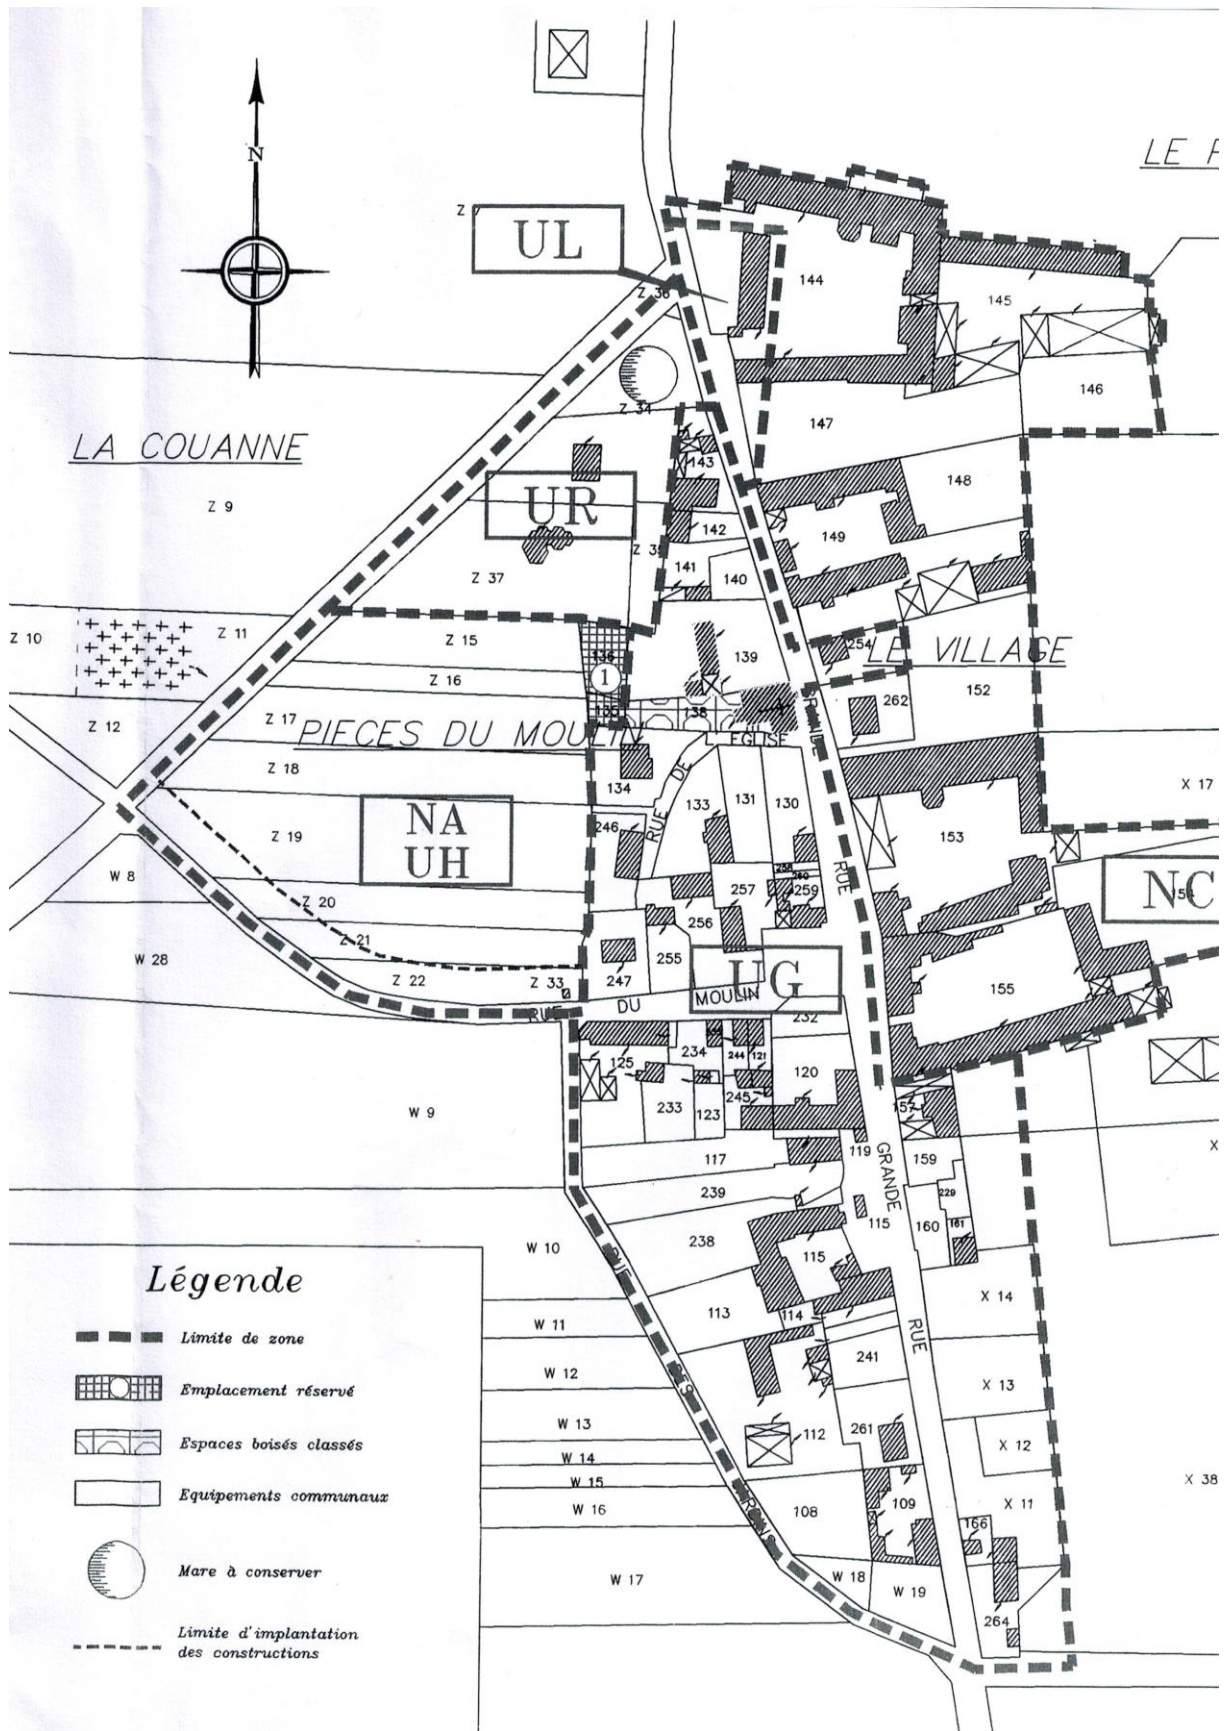 LE P
N
Z
UL
144
Z 36
145
146
Z 34
147
LA COUANNE
143
148
Z 9
UR
142
149
Z 35
141
140
Z 37
Z 10
Z 11
Z 15
136
139
254
LE VILLAGE
1
Z 16
152
135
138
262
Z 12
Z 17
PIECES DU MOULIN
EGLISE
GRANDE
Z 18
134
RUE DE
X 17
131
130
133
NA
UH
246
Z 19
153
RUE
W 8
258
260
257
259
NC
154
Z 20
256
Z 21
255
W 28
UG
Z 22
Z 33
247
155
RUE DU MOULIN
232
125
234
244
121
120
233
123
245
157
W 9
X
117
119
159
GRANDE
239
229
115
160
161
W 10
238
RUE
115
X 14
Légende
113
114
W 11
RUE
Limite de zone
241
W 12
DES
X 13
Emplacement réservé
W 13
261
112
X 12
Espaces boisés classés
W 14
W 15
X 38
Equipements communaux
W 16
108
109
X 11
166
Mare à conserver
W 17
W 18
W 19
264
Limite d'implantation
des constructions